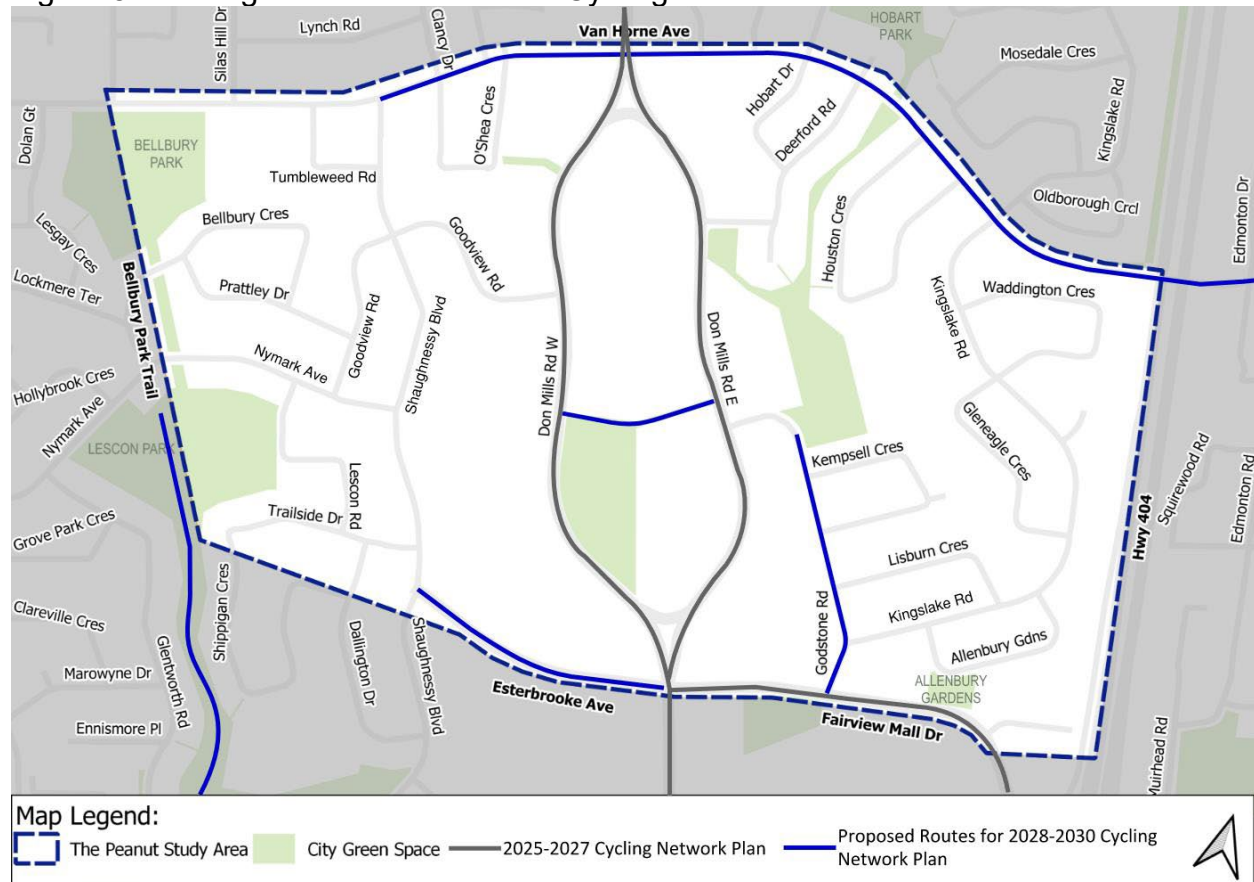 Lynch Rd
Silas Hill Dr
Clancy Dr
Van Horne Ave
HOBART
PARK
Mosedale Cres
Kingslake Rd
Dolan Gt
BELLBURY
PARK
O'Shea Cres
Hobart Dr
Deerford Rd
Tumbleweed Rd
Oldborough Crcl
Edmonton Dr
Lesgay Cres
Bellbury Cres
Goodview Rd
Houston Cres
Lockmere Ter
Bellbury Park Trail
Prattley Dr
Goodview Rd
Shaughnessy Blvd
Don Mills Rd W
Don Mills Rd E
Kingslake Rd
Waddington Cres
Nymark Ave
Hollybrook Cres
Nymark Ave
LESCON PARK
Gleneagle Cres
Kempsell Cres
Squirewood Rd
Edmonton Rd
Hwy 404
Lescon Rd
Trailside Dr
Grove Park Cres
Lisburn Cres
Kingslake Rd
Godstone Rd
Allenbury Gdns
Clareville Cres
Shippigan Cres
Glentworth Rd
Dallington Dr
Shaughnessy Blvd
Marowyne Dr
Ennismore Pl
Esterbrooke Ave
ALLENBURY
GARDENS
Fairview Mall Dr
Muirhead Rd
Map Legend:
The Peanut Study Area
City Green Space
2025-2027 Cycling Network Plan
Proposed Routes for 2028-2030 Cycling
Network Plan